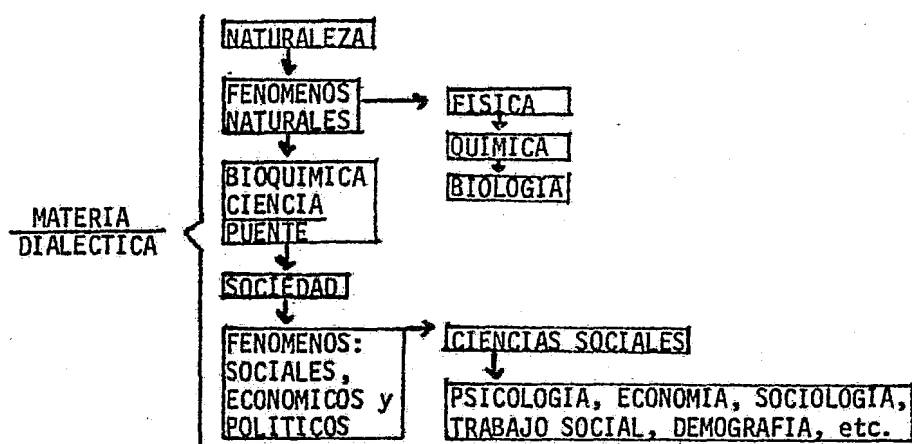 NATURALEZA
FENOMENOS
NATURALES
FISICA
QUIMICA
BIOLOGIA
BIOQUIMICA
CIENCIA
PUENTE
MATERIA
DIALECTICA
SOCIEDAD
FENOMENOS:
SOCIALES,
ECONOMICOS y
POLITICOS
CIENCIAS SOCIALES
PSICOLOGIA, ECONOMIA, SOCIOLOGIA,
TRABAJO SOCIAL, DEMOGRAFIA, etc.